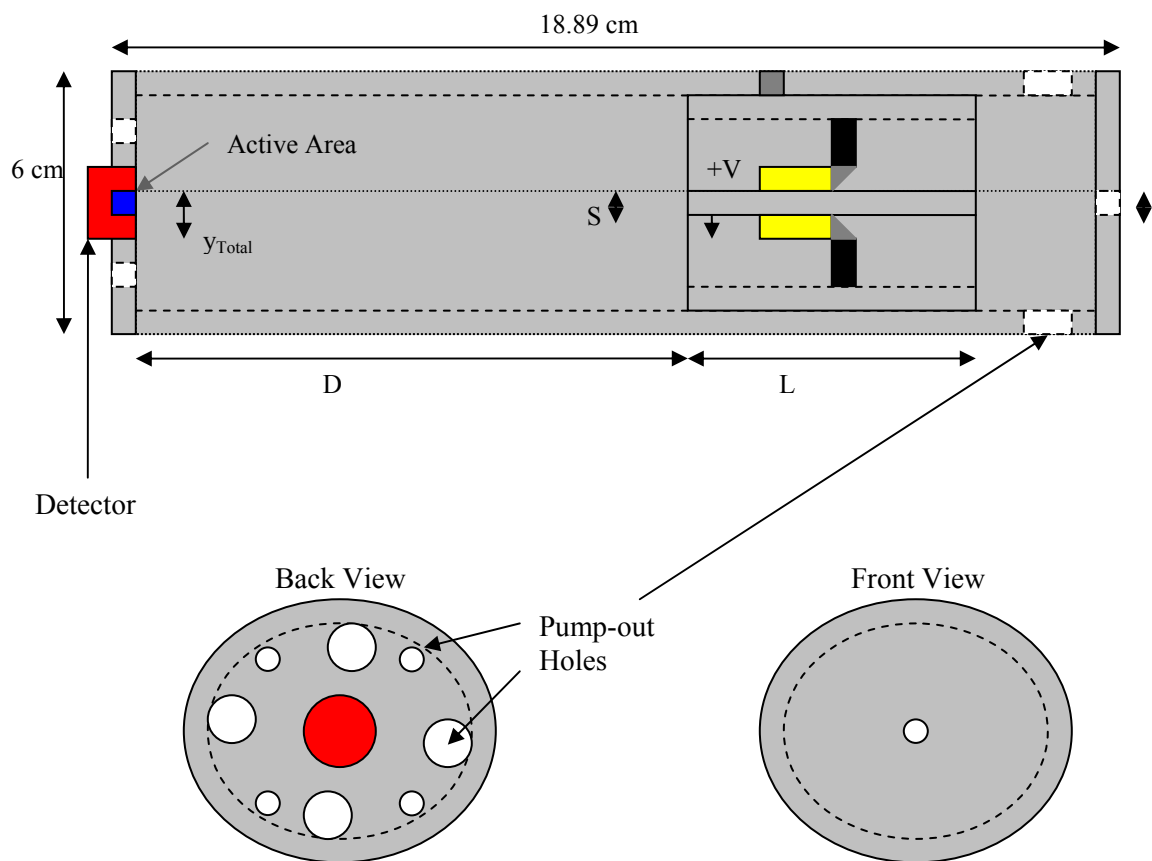 18.89 cm
Active Area
6 cm
+V
S
yTotal
D
L
Detector
Back View
Front View
Pump-out
Holes